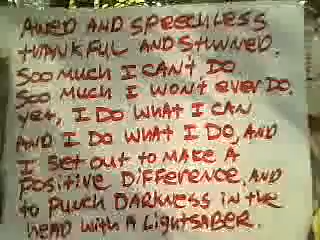 AWED AND SPEECHLESS
tHANKFUL AND StUNNED.
Soo MUCH I CAN't DO
Soo MUCH I WON't EVER DO.
Yet, I DO WHAt I CAN
AND I DO WHAt I DO, AND
I Set OUt tO MAKE A
POSItIVE DIFFERENCE, AND
tO PUNCH DARKNESS IN tHE
HEAD WItH A LIGHtSABER.